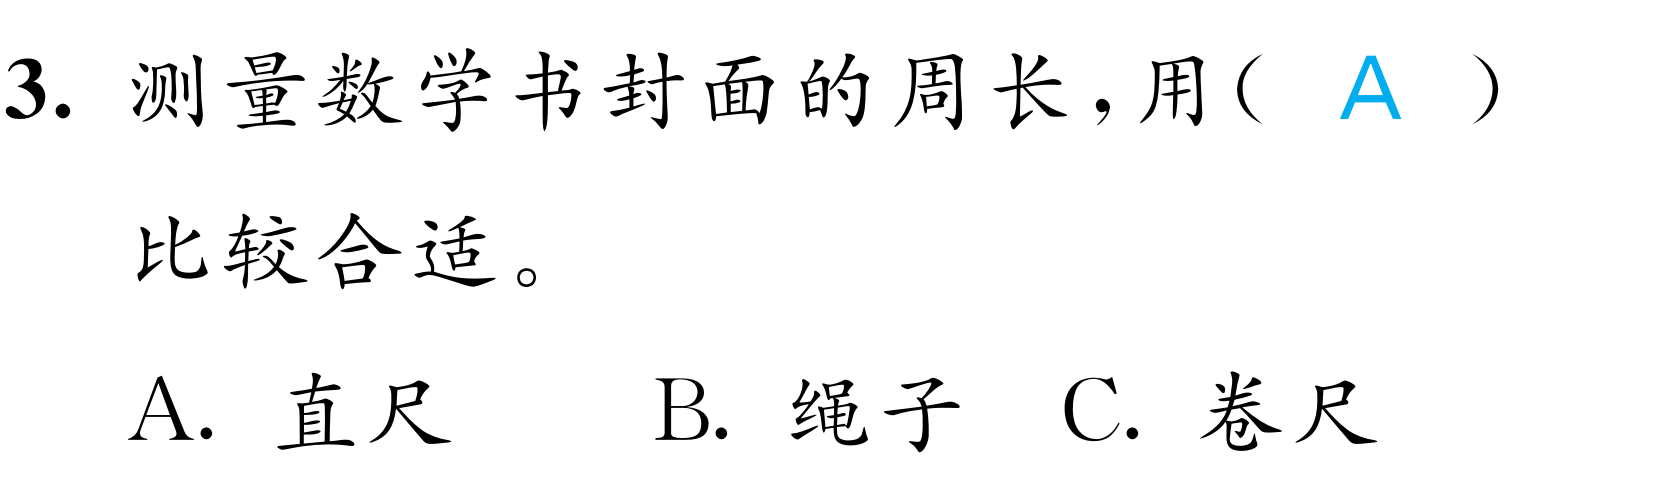 3. 测量数学书封面的周长,用( A )
比较合适。
A. 直尺 B. 绳子 C. 卷尺